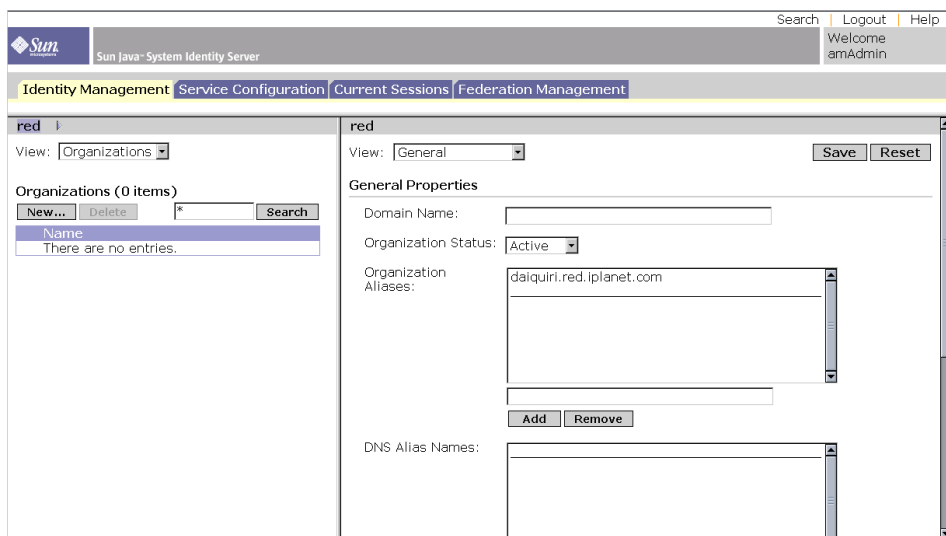 Search | Logout | Help
Sun
microsystems
Sun Java™ System Identity Server
Welcome
amAdmin
Identity Management Service Configuration Current Sessions Federation Management
red
View: Organizations
Organizations (0 items)
New... Delete * Search
Name
There are no entries.
red
View: General Save Reset
General Properties
Domain Name:
Organization Status: Active
Organization
Aliases:
daiquiri.red.iplanet.com
Add Remove
DNS Alias Names: